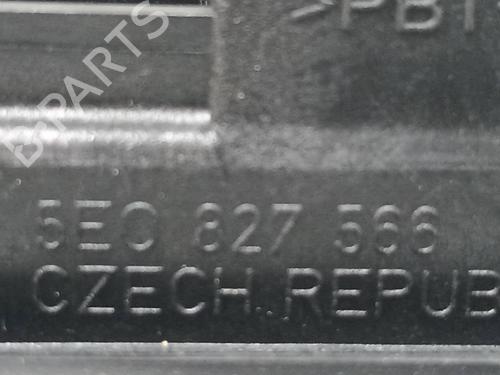 >PBT
B-PARTS
5E0 827 566
CZECH REPUB